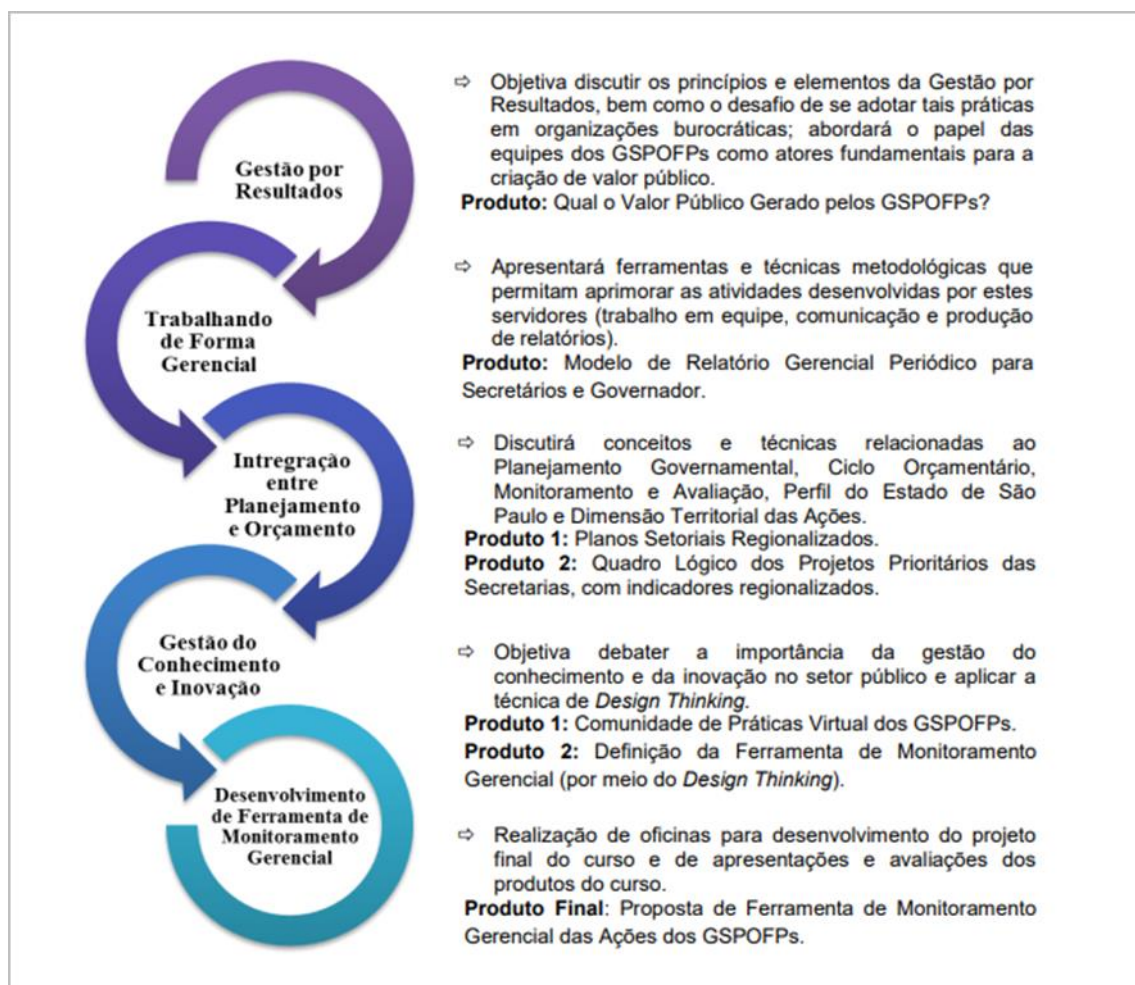 Gestão por
Resultados
⇨ Objetiva discutir os princípios e elementos da Gestão por
Resultados, bem como o desafio de se adotar tais práticas
em organizações burocráticas; abordará o papel das
equipes dos GSPOFPs como atores fundamentais para a
criação de valor público.
Produto: Qual o Valor Público Gerado pelos GSPOFPs?
Trabalhando
de Forma
Gerencial
⇨ Apresentará ferramentas e técnicas metodológicas que
permitam aprimorar as atividades desenvolvidas por estes
servidores (trabalho em equipe, comunicação e produção
de relatórios).
Produto: Modelo de Relatório Gerencial Periódico para
Secretários e Governador.
Intregração
entre
Planejamento
e Orçamento
⇨ Discutirá conceitos e técnicas relacionadas ao
Planejamento Governamental, Ciclo Orçamentário,
Monitoramento e Avaliação, Perfil do Estado de São
Paulo e Dimensão Territorial das Ações.
Produto 1: Planos Setoriais Regionalizados.
Produto 2: Quadro Lógico dos Projetos Prioritários das
Secretarias, com indicadores regionalizados.
Gestão do
Conhecimento
e Inovação
⇨ Objetiva debater a importância da gestão do
conhecimento e da inovação no setor público e aplicar a
técnica de Design Thinking.
Produto 1: Comunidade de Práticas Virtual dos GSPOFPs.
Produto 2: Definição da Ferramenta de Monitoramento
Gerencial (por meio do Design Thinking).
Desenvolvimento
de Ferramenta de
Monitoramento
Gerencial
⇨ Realização de oficinas para desenvolvimento do projeto
final do curso e de apresentações e avaliações dos
produtos do curso.
Produto Final: Proposta de Ferramenta de Monitoramento
Gerencial das Ações dos GSPOFPs.